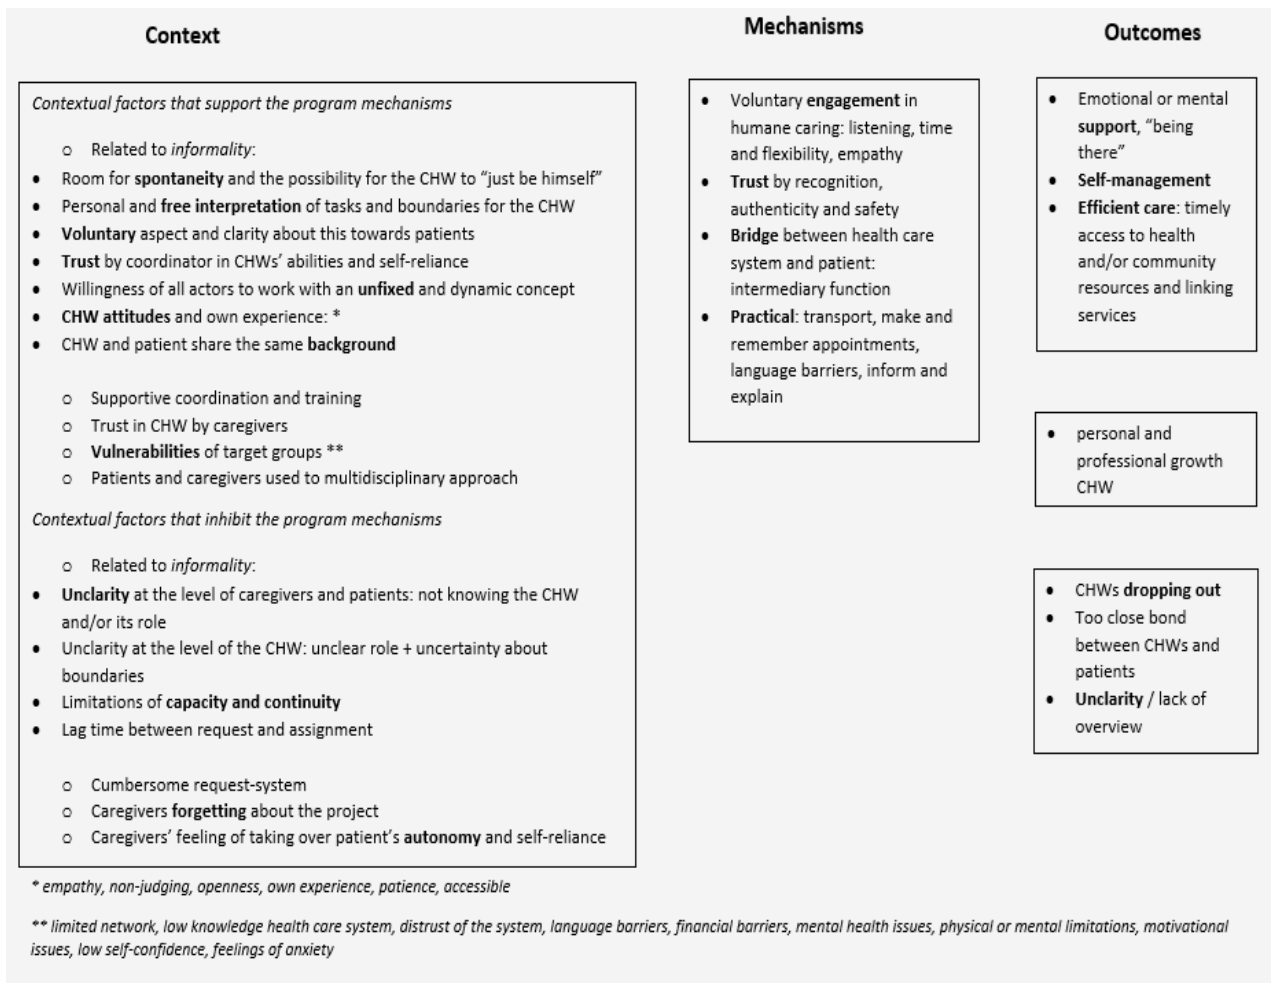 Context
Contextual factors that support the program mechanisms
o Related to informality:
• Room for spontaneity and the possibility for the CHW to “just be himself”
• Personal and free interpretation of tasks and boundaries for the CHW
• Voluntary aspect and clarity about this towards patients
• Trust by coordinator in CHWs’ abilities and self-reliance
• Willingness of all actors to work with an unfixed and dynamic concept
• CHW attitudes and own experience: *
• CHW and patient share the same background
o Supportive coordination and training
o Trust in CHW by caregivers
o Vulnerabilities of target groups **
o Patients and caregivers used to multidisciplinary approach
Contextual factors that inhibit the program mechanisms
o Related to informality:
• Unclarity at the level of caregivers and patients: not knowing the CHW
and/or its role
• Unclarity at the level of the CHW: unclear role + uncertainty about
boundaries
• Limitations of capacity and continuity
• Lag time between request and assignment
o Cumbersome request-system
o Caregivers forgetting about the project
o Caregivers’ feeling of taking over patient’s autonomy and self-reliance
Mechanisms
• Voluntary engagement in
humane caring: listening, time
and flexibility, empathy
• Trust by recognition,
authenticity and safety
• Bridge between health care
system and patient:
intermediary function
• Practical: transport, make and
remember appointments,
language barriers, inform and
explain
Outcomes
• Emotional or mental
support, “being
there”
• Self-management
• Efficient care: timely
access to health
and/or community
resources and linking
services
• personal and
professional growth
CHW
• CHWs dropping out
• Too close bond
between CHWs and
patients
• Unclarity / lack of
overview
* empathy, non-judging, openness, own experience, patience, accessible
** limited network, low knowledge health care system, distrust of the system, language barriers, financial barriers, mental health issues, physical or mental limitations, motivational
issues, low self-confidence, feelings of anxiety